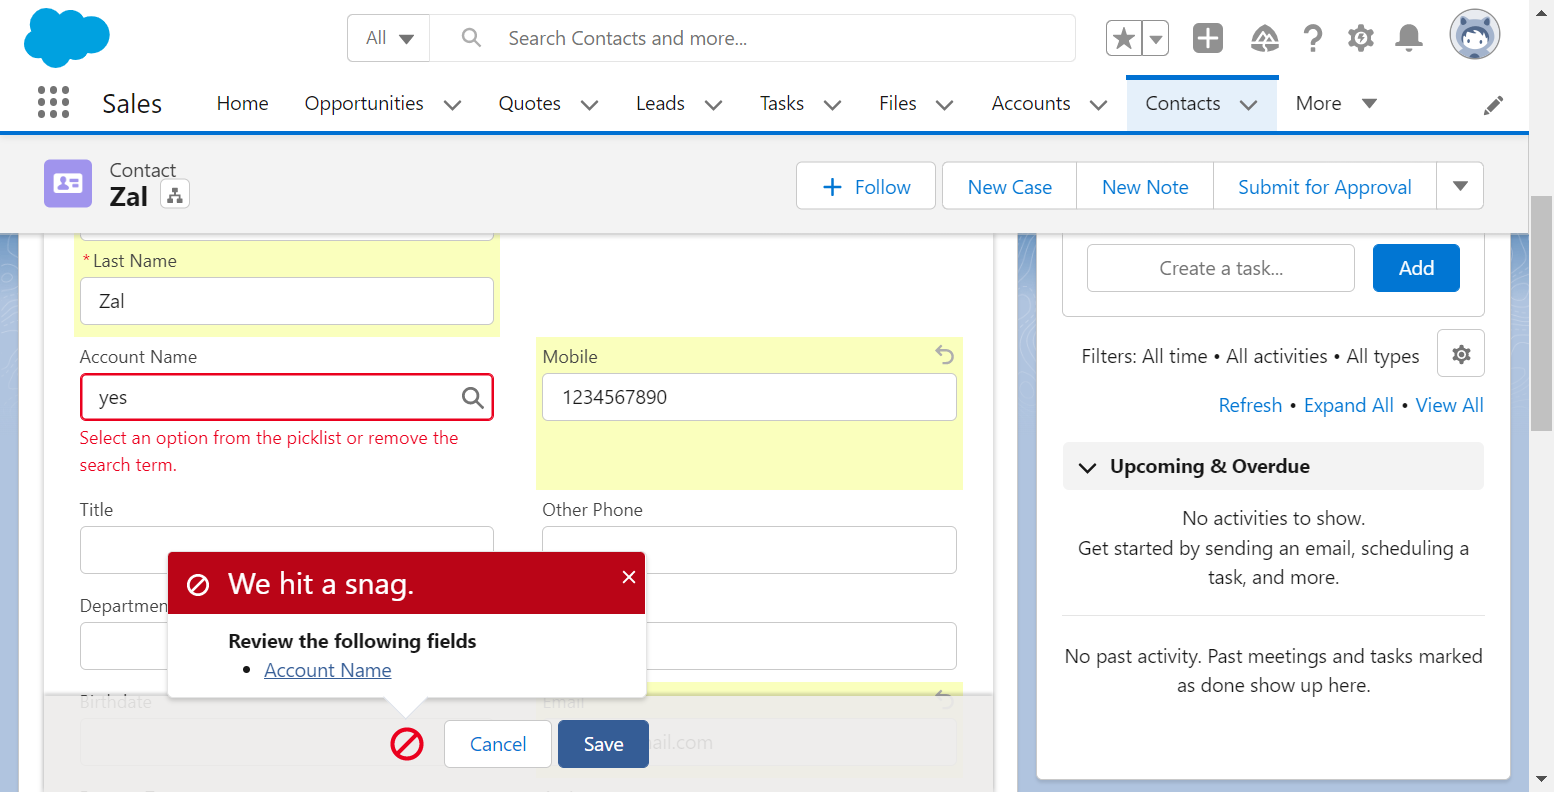 All
Search Contacts and more...
Sales
Home
Opportunities
Quotes
Leads
Tasks
Files
Accounts
Contacts
More
Contact
Zal
Follow
New Case
New Note
Submit for Approval
*Last Name
Zal
Account Name
yes
Select an option from the picklist or remove the
search term.
Mobile
1234567890
Title
Other Phone
Departmen
We hit a snag.
Review the following fields
• Account Name
Birthdate
Email
ail.com
Cancel
Save
Create a task...
Add
Filters: All time • All activities • All types
Refresh • Expand All • View All
Upcoming & Overdue
No activities to show.
Get started by sending an email, scheduling a
task, and more.
No past activity. Past meetings and tasks marked
as done show up here.